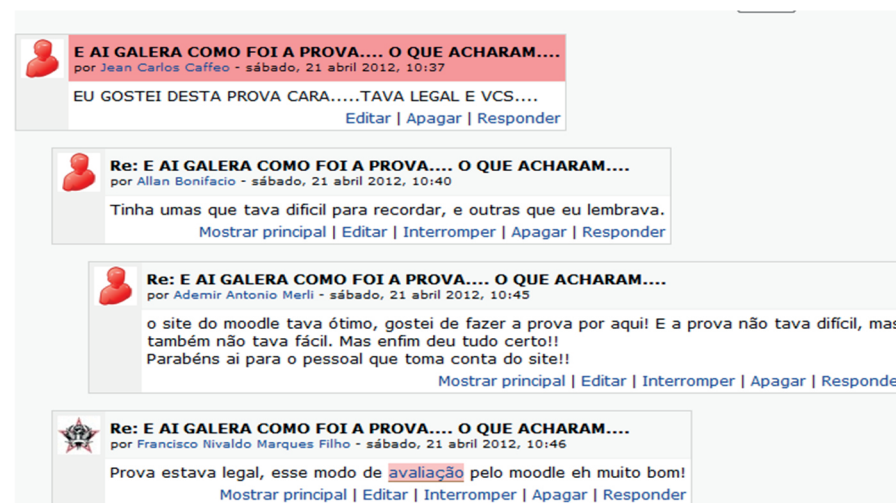 E AI GALERA COMO FOI A PROVA.... O QUE ACHARAM....
por Jean Carlos Caffeo - sábado, 21 abril 2012, 10:37
EU GOSTEI DESTA PROVA CARA.....TAVA LEGAL E VCS....
Editar | Apagar | Responder
Re: E AI GALERA COMO FOI A PROVA.... O QUE ACHARAM....
por Allan Bonifacio - sábado, 21 abril 2012, 10:40
Tinha umas que tava dificil para recordar, e outras que eu lembrava.
Mostrar principal | Editar | Interromper | Apagar | Responder
Re: E AI GALERA COMO FOI A PROVA.... O QUE ACHARAM....
por Ademir Antonio Merli - sábado, 21 abril 2012, 10:45
o site do moodle tava ótimo, gostei de fazer a prova por aqui! E a prova não tava difícil, mas
também não tava fácil. Mas enfim deu tudo certo!!
Parabéns ai para o pessoal que toma conta do site!!
Mostrar principal | Editar | Interromper | Apagar | Responde
Re: E AI GALERA COMO FOI A PROVA.... O QUE ACHARAM....
por Francisco Nivaldo Marques Filho - sábado, 21 abril 2012, 10:46
Prova estava legal, esse modo de avaliação pelo moodle eh muito bom!
Mostrar principal | Editar | Interromper | Apagar | Responder